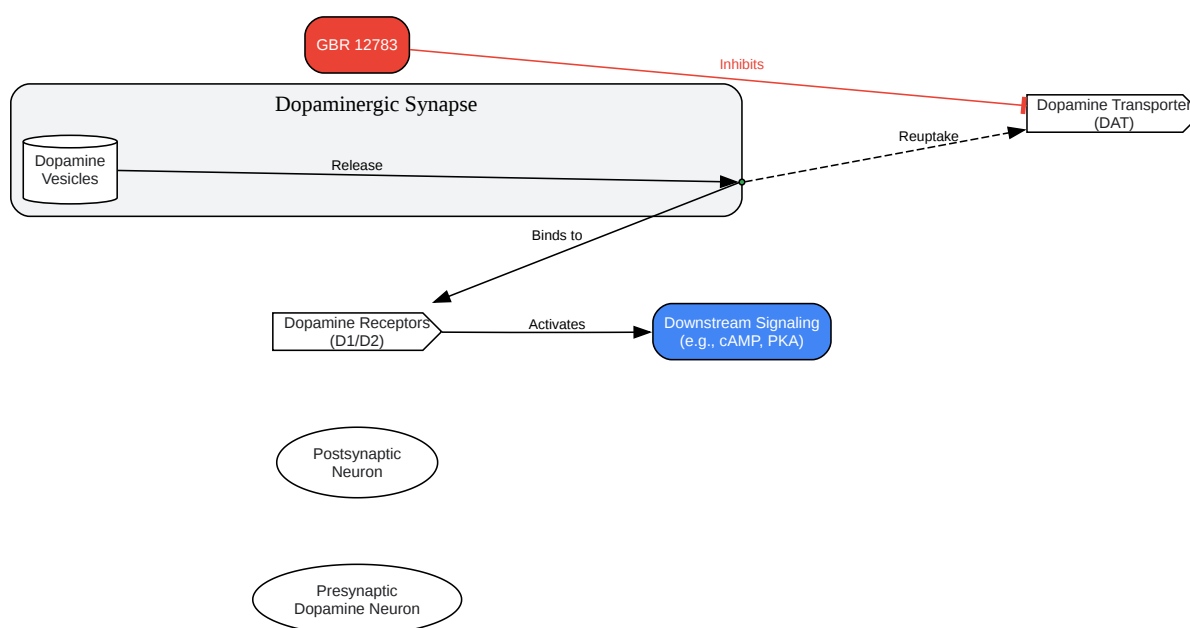 GBR 12783
Inhibits
Dopaminergic Synapse
Dopamine Transporter
(DAT)
Reuptake
Dopamine
Vesicles
Release
Binds to
Dopamine Receptors
(D1/D2)
Activates
Downstream Signaling
(e.g., cAMP, PKA)
Postsynaptic
Neuron
Presynaptic
Dopamine Neuron